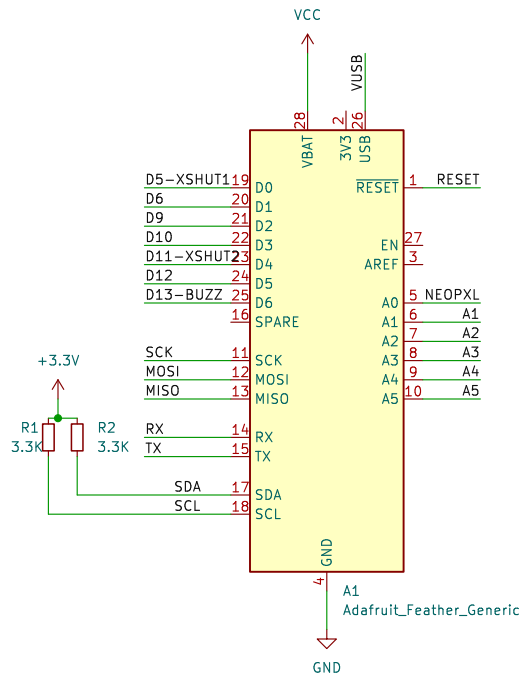 VCC
VUSB
28
2
26
VBAT
3V3
USB
D5-XSHUT1 19 D0
RESET 1 RESET
D6 20 D1
D9 21 D2
D10 22 D3
EN 27
D11-XSHUT2 23 D4
AREF 3
D12 24 D5
D13-BUZZ 25 D6
A0 5 NEOPXL
16 SPARE
A1 6 A1
A2 7 A2
SCK 11 SCK
A3 8 A3
MOSI 12 MOSI
A4 9 A4
MISO 13 MISO
A5 10 A5
+3.3V
R1
3.3K
R2
3.3K
RX 14 RX
TX 15 TX
SDA 17 SDA
SCL 18 SCL
GND
4
A1
Adafruit_Feather_Generic
GND